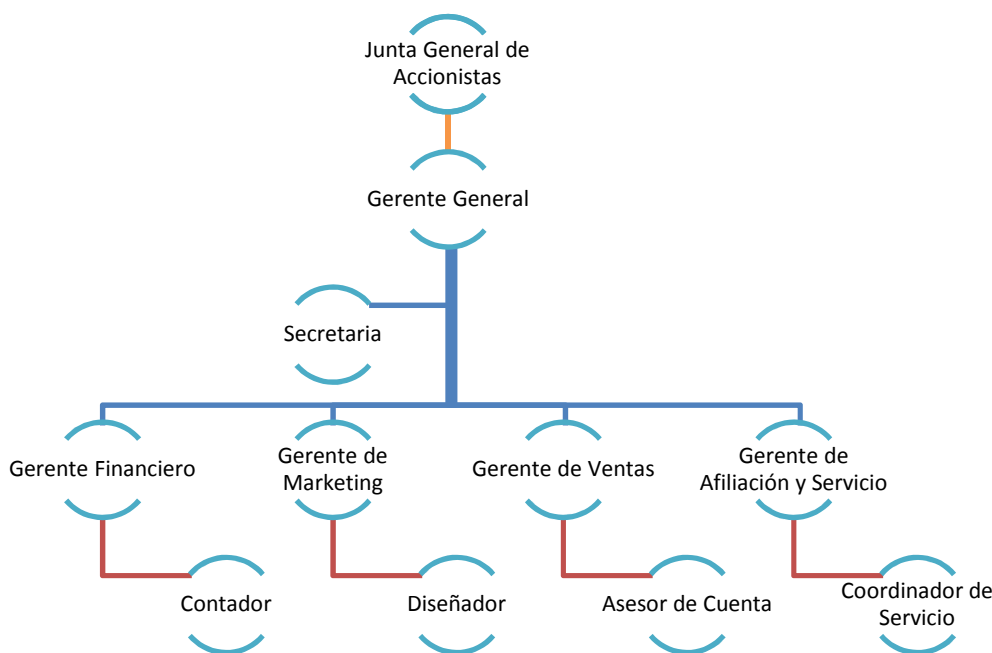 Junta General de
Accionistas
Gerente General
Secretaria
Gerente Financiero
Gerente de
Marketing
Gerente de Ventas
Gerente de
Afiliación y Servicio
Contador
Diseñador
Asesor de Cuenta
Coordinador de
Servicio